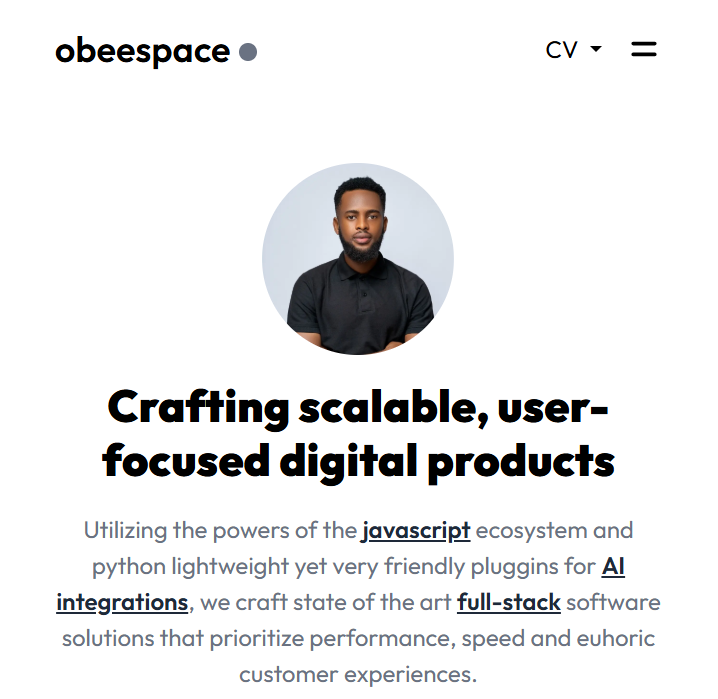 obeespace
CV
Crafting scalable, user-
focused digital products
Utilizing the powers of the javascript ecosystem and
python lightweight yet very friendly pluggins for AI
integrations, we craft state of the art full-stack software
solutions that prioritize performance, speed and euhoric
customer experiences.